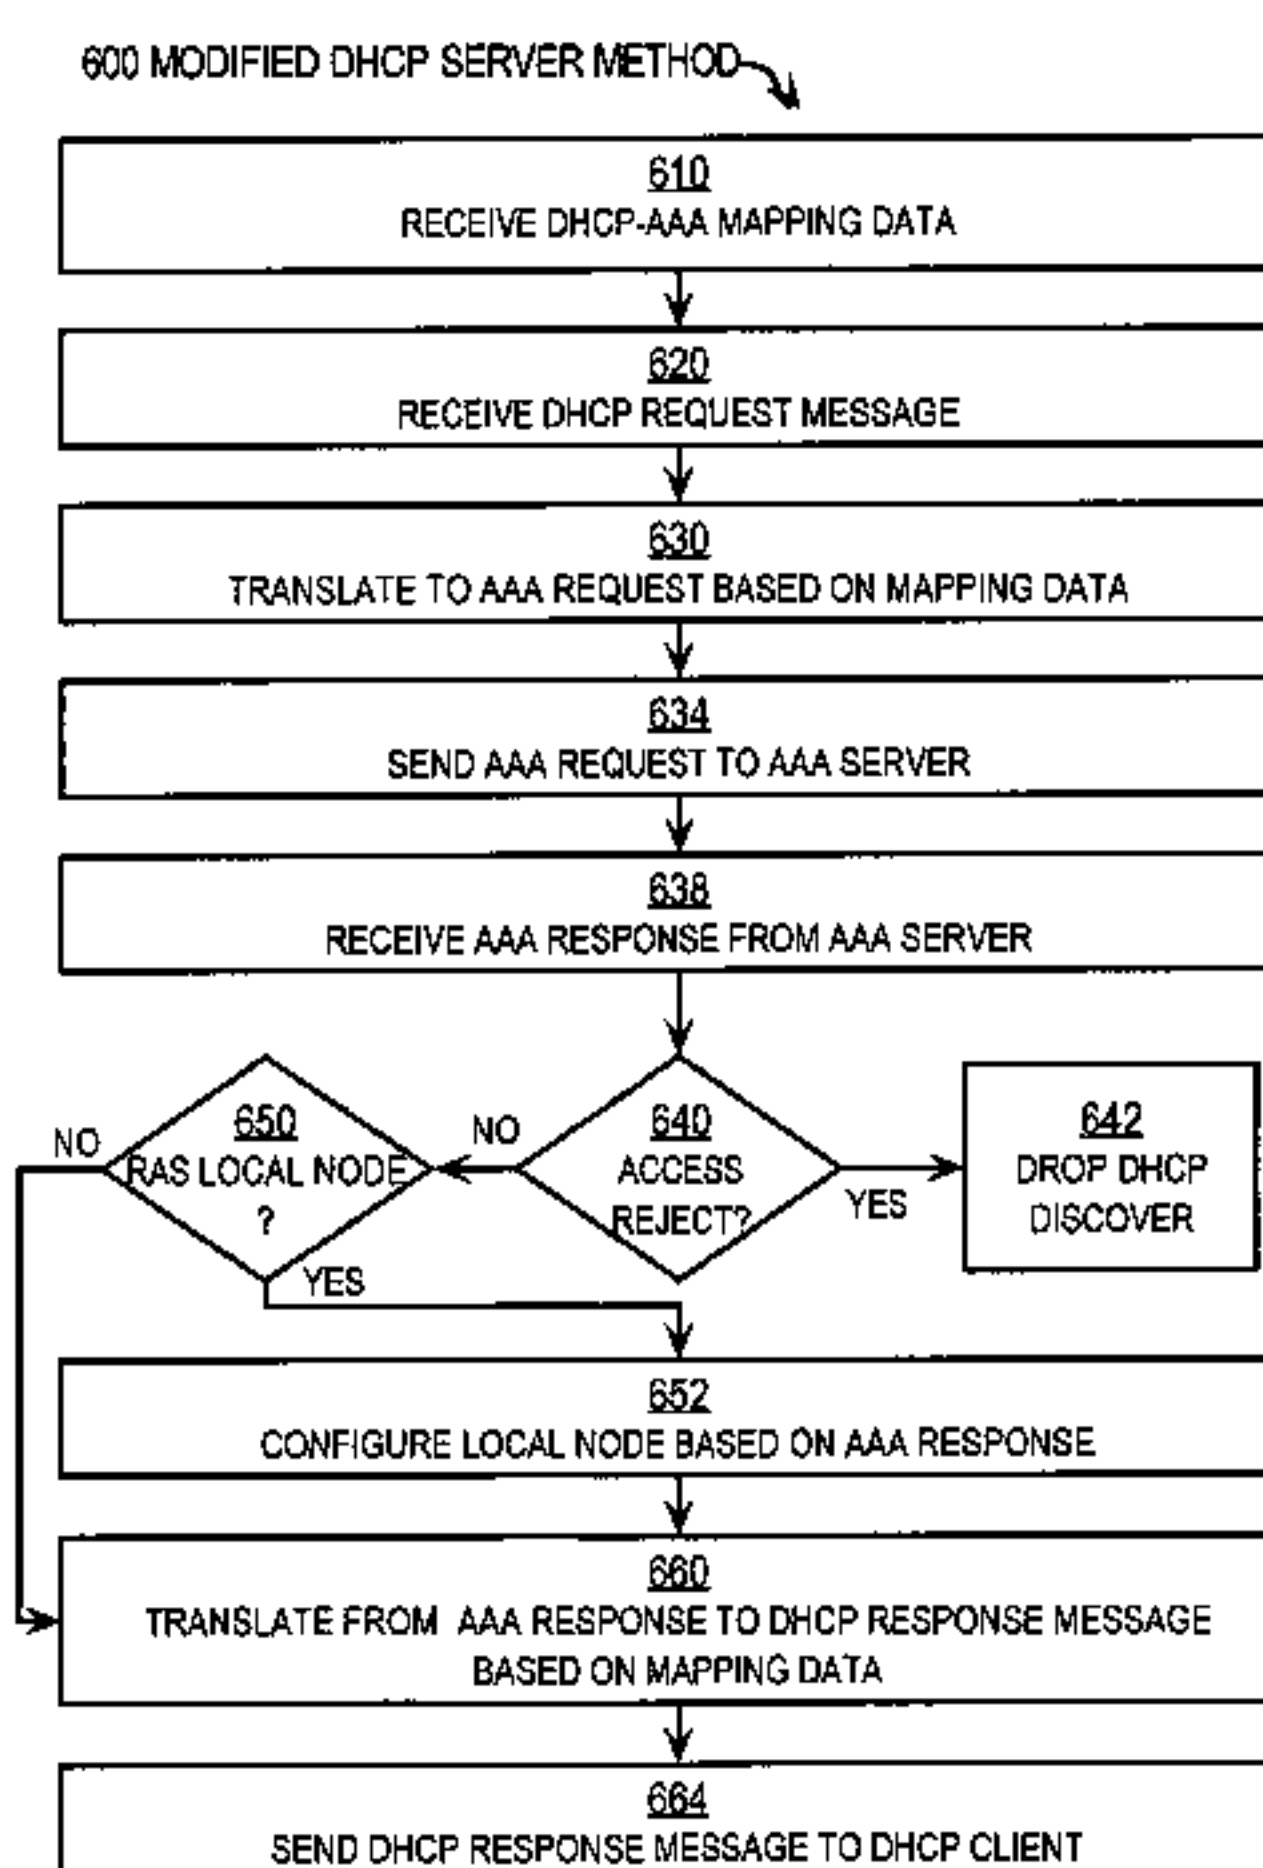 600 MODIFIED DHCP SERVER METHOD
610
RECEIVE DHCP-AAA MAPPING DATA
620
RECEIVE DHCP REQUEST MESSAGE
630
TRANSLATE TO AAA REQUEST BASED ON MAPPING DATA
634
SEND AAA REQUEST TO AAA SERVER
638
RECEIVE AAA RESPONSE FROM AAA SERVER
NO
650
RAS LOCAL NODE
?
YES
NO
640
ACCESS
REJECT?
YES
642
DROP DHCP
DISCOVER
652
CONFIGURE LOCAL NODE BASED ON AAA RESPONSE
660
TRANSLATE FROM AAA RESPONSE TO DHCP RESPONSE MESSAGE
BASED ON MAPPING DATA
664
SEND DHCP RESPONSE MESSAGE TO DHCP CLIENT